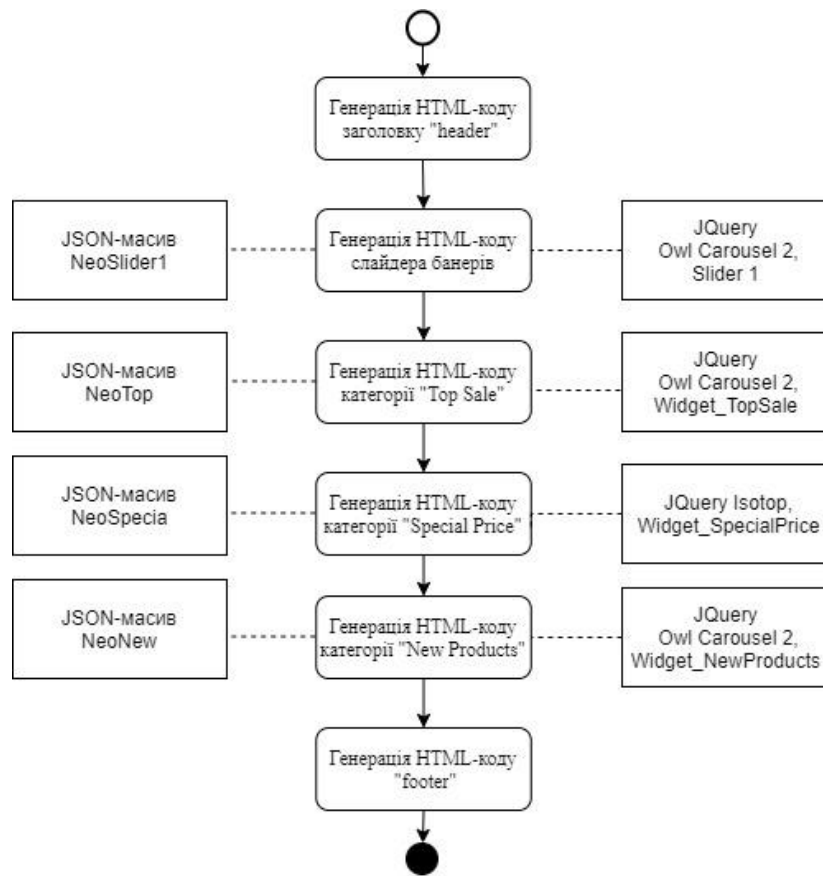 Генерація HTML-коду
заголовку "header"
JSON-масив
NeoSlider1
Генерація HTML-коду
слайдера банерів
JQuery
Owl Carousel 2,
Slider 1
JSON-масив
NeoTop
Генерація HTML-коду
категорії "Top Sale"
JQuery
Owl Carousel 2,
Widget_TopSale
JSON-масив
NeoSpecia
Генерація HTML-коду
категорії "Special Price"
JQuery Isotop,
Widget_SpecialPrice
JSON-масив
NeoNew
Генерація HTML-коду
категорії "New Products"
JQuery
Owl Carousel 2,
Widget_NewProducts
Генерація HTML-коду
"footer"